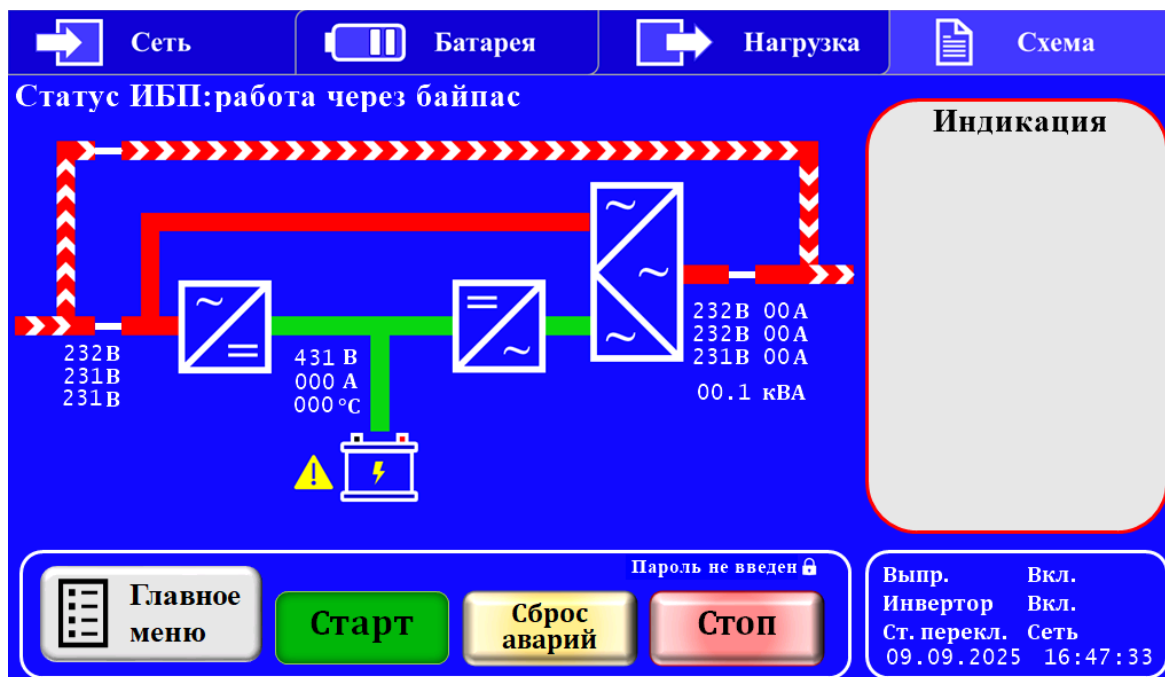 Сеть
Батарея
Нагрузка
Схема
Статус ИБП:работа через байпас
Индикация
232В
231В
231В
431 В
000 А
000 °С
232В 00А
232В 00А
231В 00А
00.1 кВА
Пароль не введен
Главное
меню
Старт
Сброс
аварий
Стоп
Выпр. Вкл.
Инвертор Вкл.
Ст. перекл. Сеть
09.09.2025 16:47:33